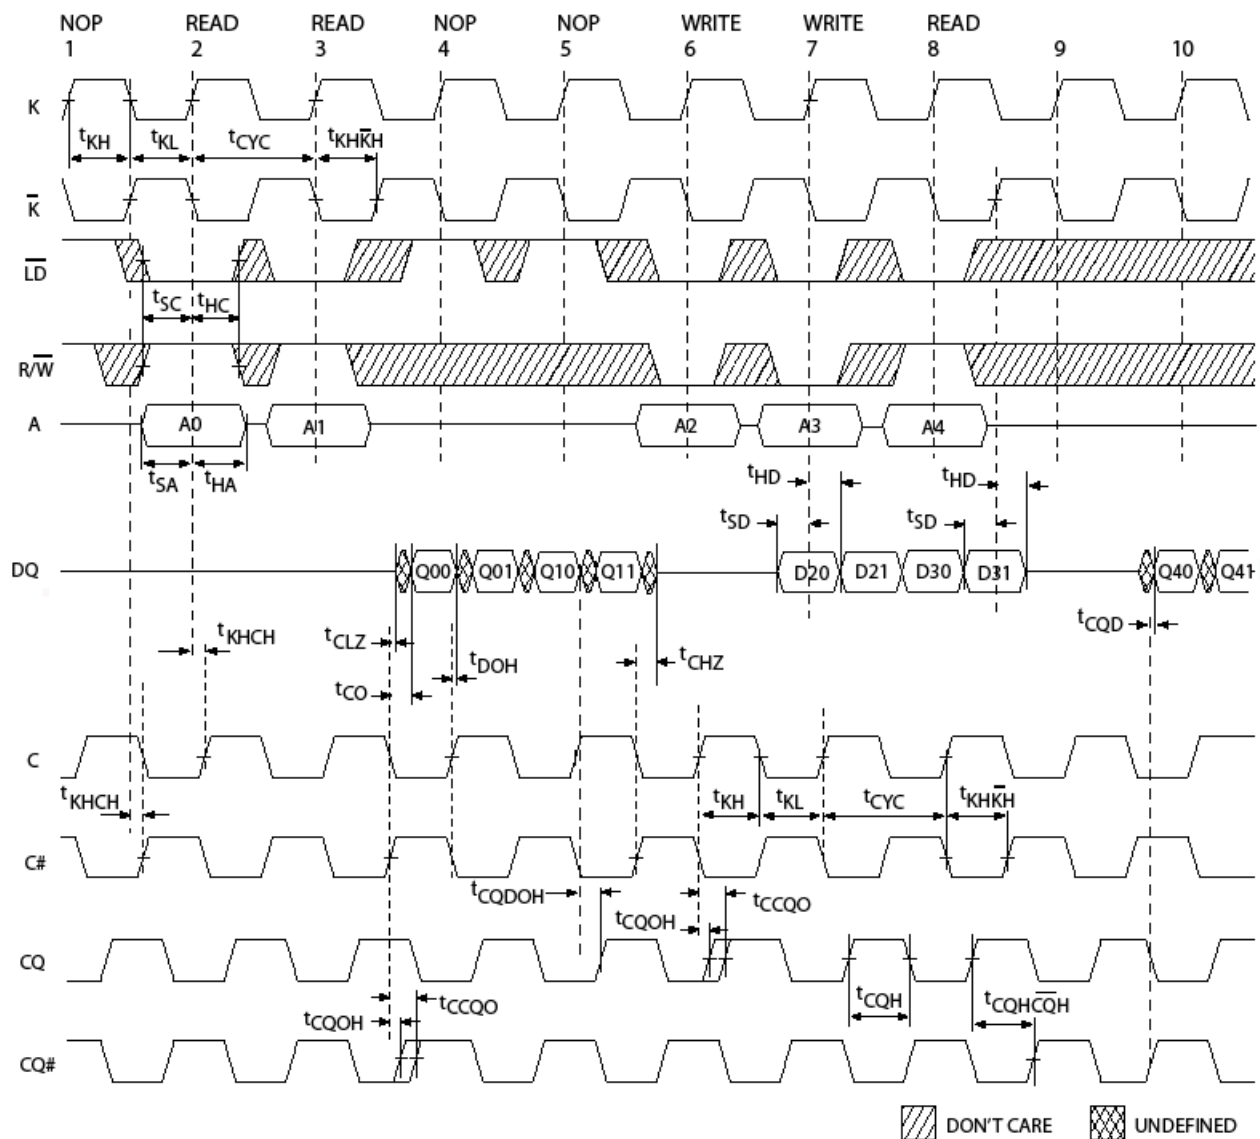 NOP READ READ NOP NOP WRITE WRITE READ
1 2 3 4 5 6 7 8 9 10
K
tKH tKL tCYC tKHK̅H
K̅
L̅D̅
tSC tHC
R/W̅
A A0 A1 A2 A3 A4
tSA tHA tHD tHD
tSD tSD
DQ Q00 Q01 Q10 Q11 D20 D21 D30 D31 Q40 Q41
tKHCH tCLZ tDOH tCHZ tCQD
tCO
C
tKHCH tKH tKL tCYC tKHK̅H
C#
tCQDOH tCQOH tCCQO
CQ
tCQOH tCCQO tCQH tCQHC̅Q̅H
CQ#
DON'T CARE UNDEFINED